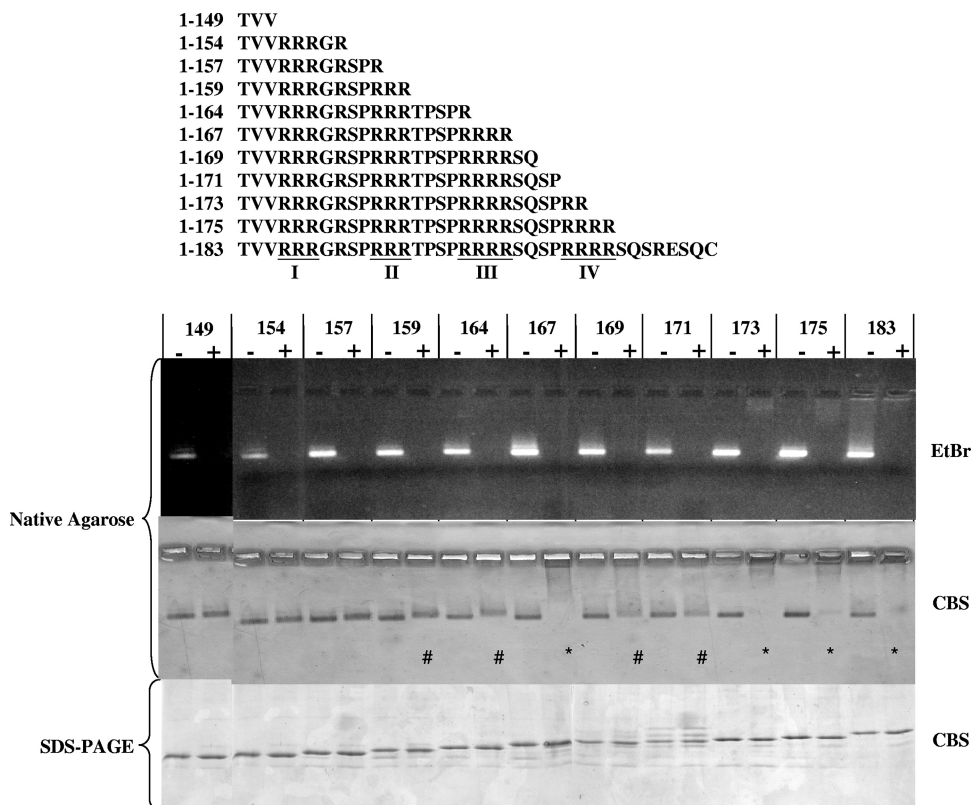 1-149 TVV
1-154 TVVRRRGR
1-157 TVVRRRGRSPR
1-159 TVVRRRGRSPRRR
1-164 TVVRRRGRSPRRRTPSPR
1-167 TVVRRRGRSPRRRTPSPRRRR
1-169 TVVRRRGRSPRRRTPSPRRRRSQ
1-171 TVVRRRGRSPRRRTPSPRRRRSQSP
1-173 TVVRRRGRSPRRRTPSPRRRRSQSPRR
1-175 TVVRRRGRSPRRRTPSPRRRRSQSPRRRR
1-183 TVVRRRGRSPRRRTPSPRRRRSQSPRRRRSQSRESQC
I II III IV
149 154 157 159 164 167 169 171 173 175 183
- + - + - + - + - + - + - + - + - + - + - +
EtBr
Native Agarose
CBS
# # * # # * * *
SDS-PAGE
CBS